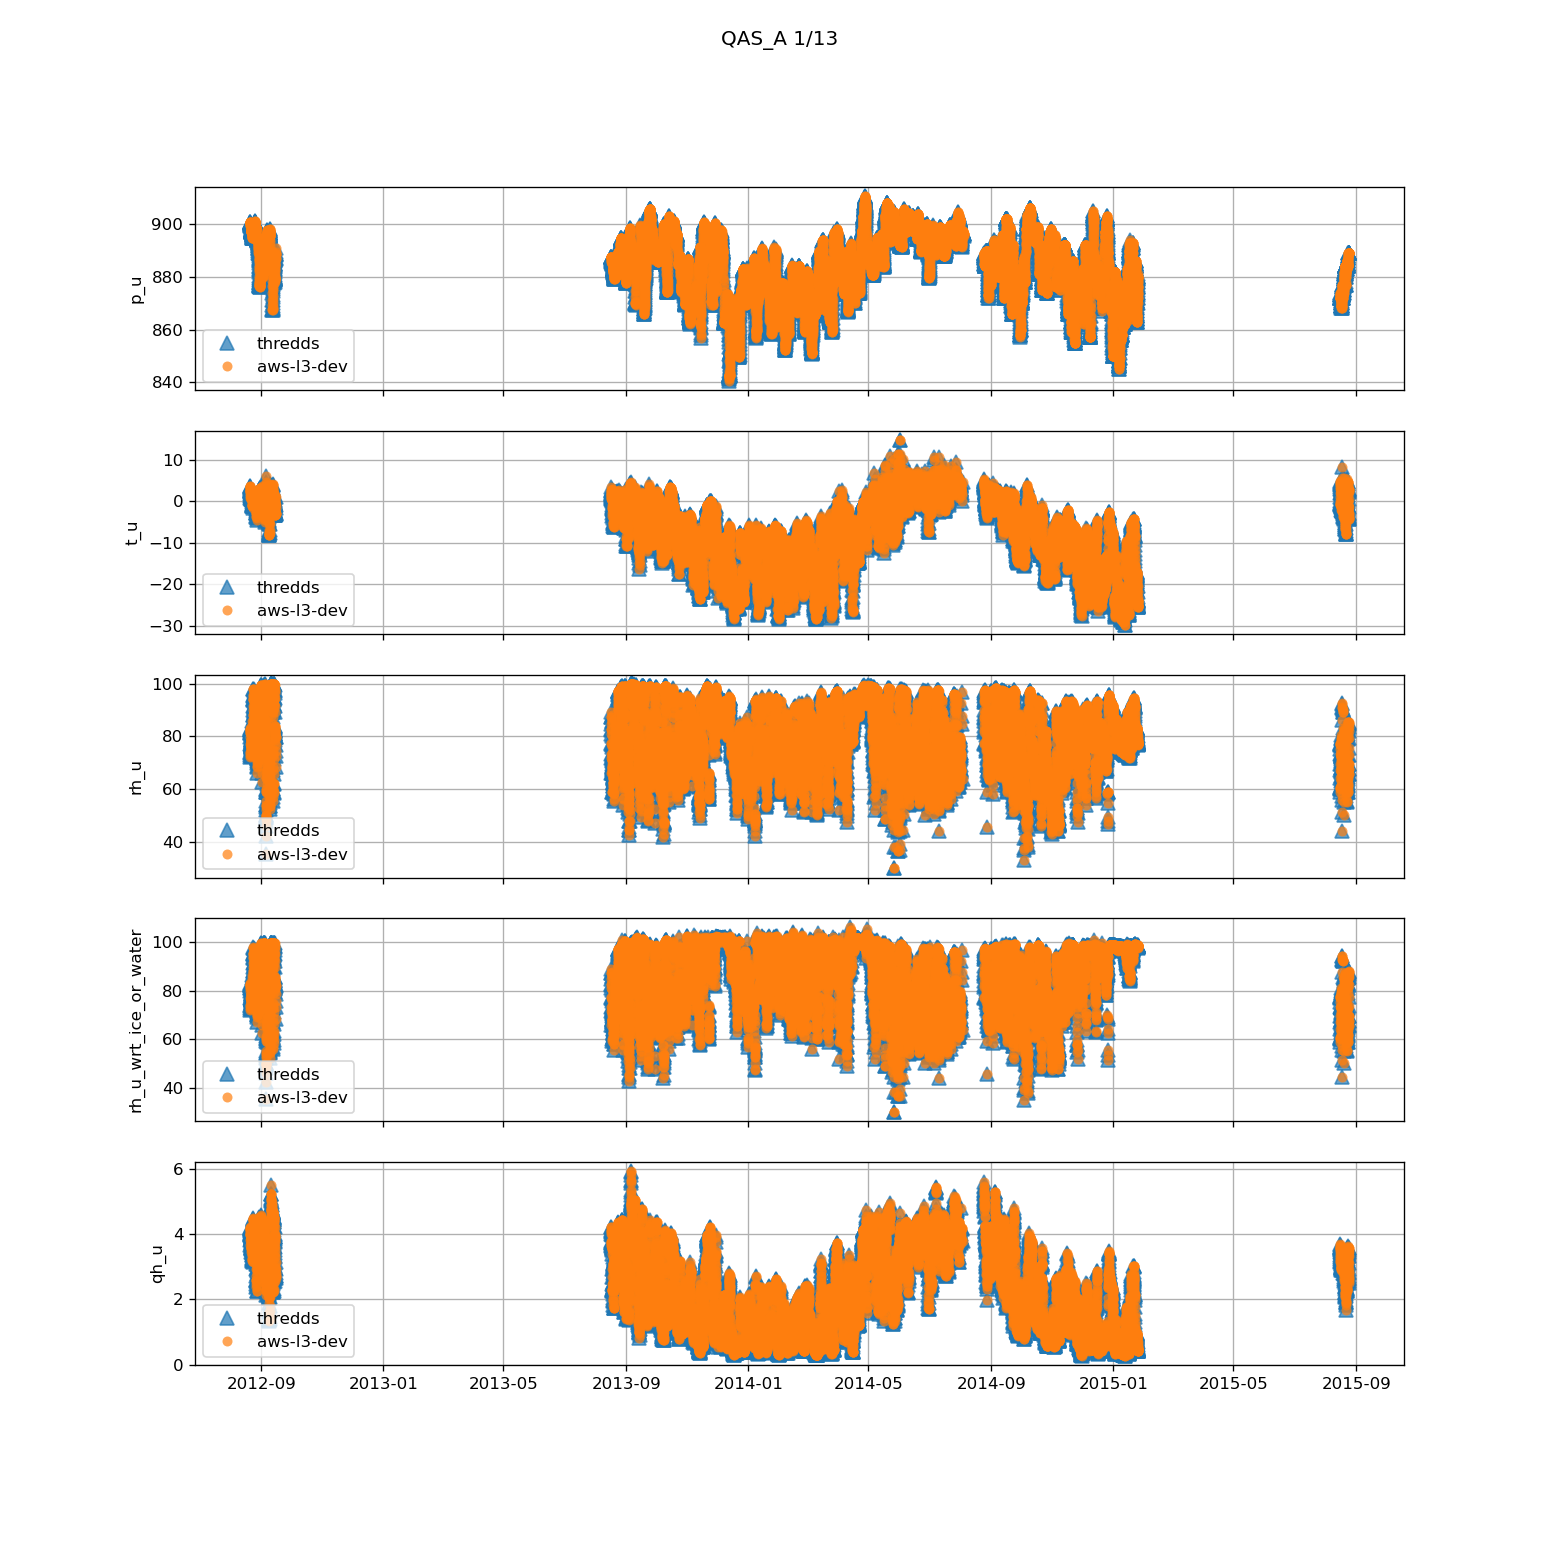 QAS_A 1/13
900
880
860
840
p_u
thredds
aws-l3-dev
10
0
−10
−20
−30
t_u
thredds
aws-l3-dev
100
80
60
40
rh_u
thredds
aws-l3-dev
100
80
60
40
rh_u_wrt_ice_or_water
thredds
aws-l3-dev
6
4
2
0
qh_u
thredds
aws-l3-dev
2012-09 2013-01 2013-05 2013-09 2014-01 2014-05 2014-09 2015-01 2015-05 2015-09